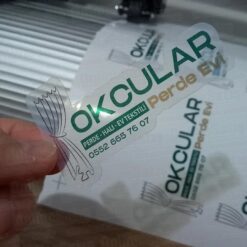 OKCULAR
Perde Evi
PERDE - HALI - EV TEKSTİLİ
0552 665 76 07
OKCULAR
Perde Evi